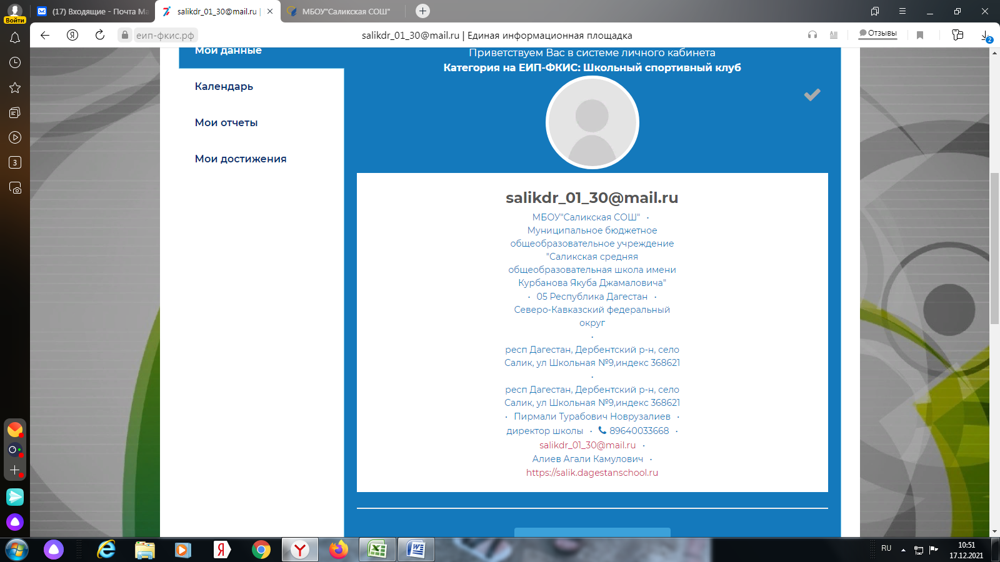 Войти
(17) Входящие - Почта Ма
salikdr_01_30@mail.ru |
МБОУ"Саликская СОШ"
еип-фкис.рф
salikdr_01_30@mail.ru | Единая информационная площадка
Отзывы
2
Мои данные
Календарь
Мои отчеты
Мои достижения
3
Приветствуем Вас в системе личного кабинета
Категория на ЕИП-ФКИС: Школьный спортивный клуб
salikdr_01_30@mail.ru
МБОУ"Саликская СОШ" •
Муниципальное бюджетное
общеобразовательное учреждение
"Саликская средняя
общеобразовательная школа имени
Курбанова Якуба Джамаловича"
• 05 Республика Дагестан •
Северо-Кавказский федеральный
округ
•
респ Дагестан, Дербентский р-н, село
Салик, ул Школьная №9,индекс 368621
•
респ Дагестан, Дербентский р-н, село
Салик, ул Школьная №9,индекс 368621
• Пирмали Турабович Новрузалиев •
директор школы • 89640033668 •
salikdr_01_30@mail.ru •
Алиев Агали Камулович •
https://salik.dagestanschool.ru
RU
10:51
17.12.2021